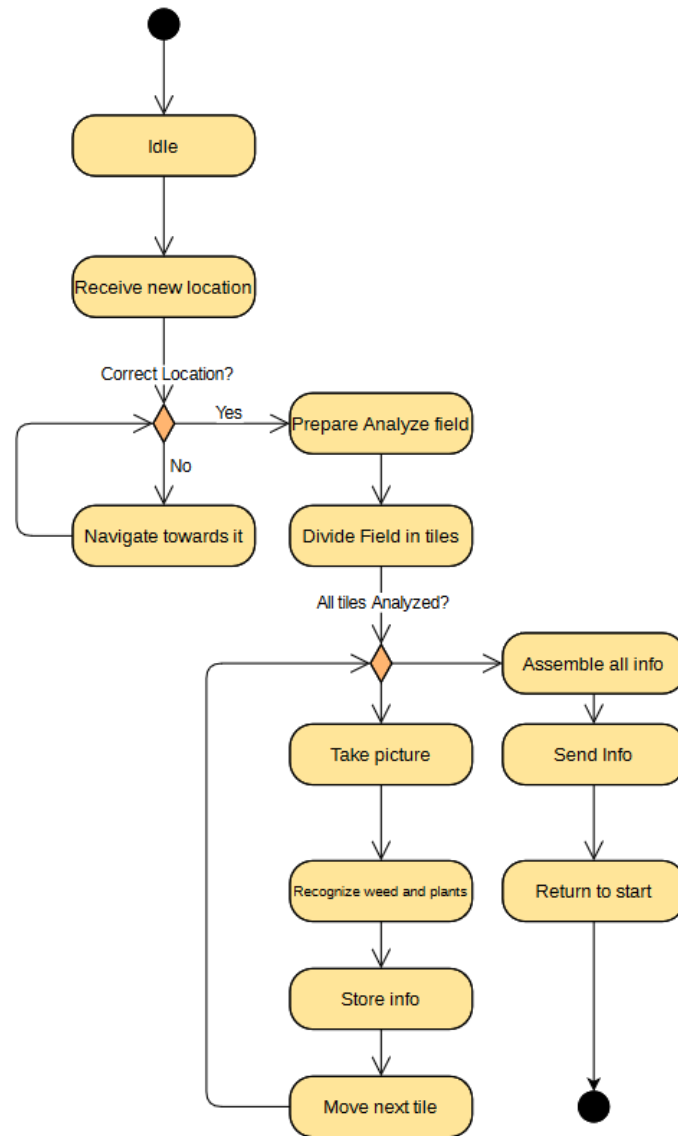 Idle
Receive new location
Correct Location?
Yes
Prepare Analyze field
No
Navigate towards it
Divide Field in tiles
All tiles Analyzed?
Assemble all info
Take picture
Send Info
Recognize weed and plants
Return to start
Store info
Move next tile